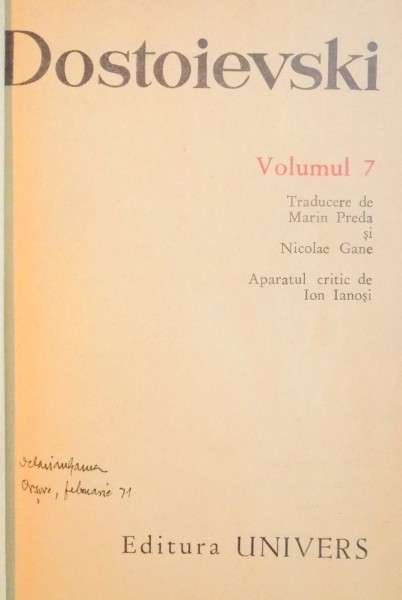 Dostoievski
Volumul 7
Traducere de
Marin Preda
și
Nicolae Gane
Aparatul critic de
Ion Ianoși
februarie 71
Editura UNIVERS